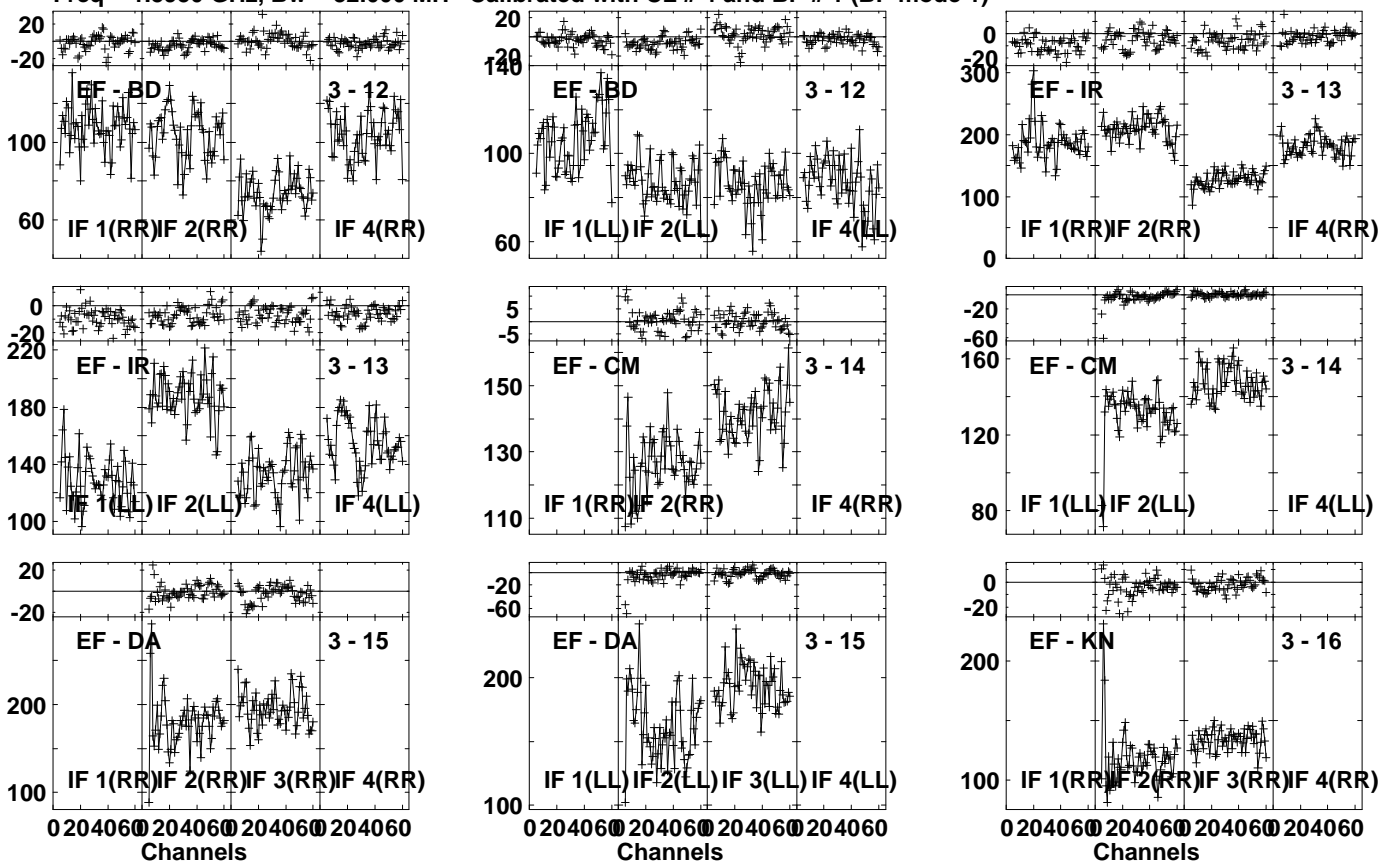 20
0
-20
EF - BD
3 - 12
100
60
IF 1(RR)
IF 2(RR)
IF 4(RR)
20
0
-20
140
EF - BD
3 - 12
100
60
IF 1(LL)
IF 2(LL)
IF 4(LL)
0
-20
300
EF - IR
3 - 13
200
100
0
IF 1(RR)
IF 2(RR)
IF 4(RR)
0
-20
220
EF - IR
3 - 13
180
140
100
IF 1(LL)
IF 2(LL)
IF 4(LL)
5
-5
EF - CM
3 - 14
150
130
110
IF 1(RR)
IF 2(RR)
IF 4(RR)
-20
-60
160
EF - CM
3 - 14
120
80
IF 1(LL)
IF 2(LL)
IF 4(LL)
20
0
-20
EF - DA
3 - 15
200
100
IF 1(RR)
IF 2(RR)
IF 3(RR)
IF 4(RR)
0 20 40 60 0 20 40 60 0 20 40 60 0 20 40 60
Channels
-20
-60
EF - DA
3 - 15
200
100
IF 1(LL)
IF 2(LL)
IF 3(LL)
IF 4(LL)
0 20 40 60 0 20 40 60 0 20 40 60 0 20 40 60
Channels
0
-20
EF - KN
3 - 16
200
100
IF 1(RR)
IF 2(RR)
IF 3(RR)
IF 4(RR)
0 20 40 60 0 20 40 60 0 20 40 60 0 20 40 60
Channels